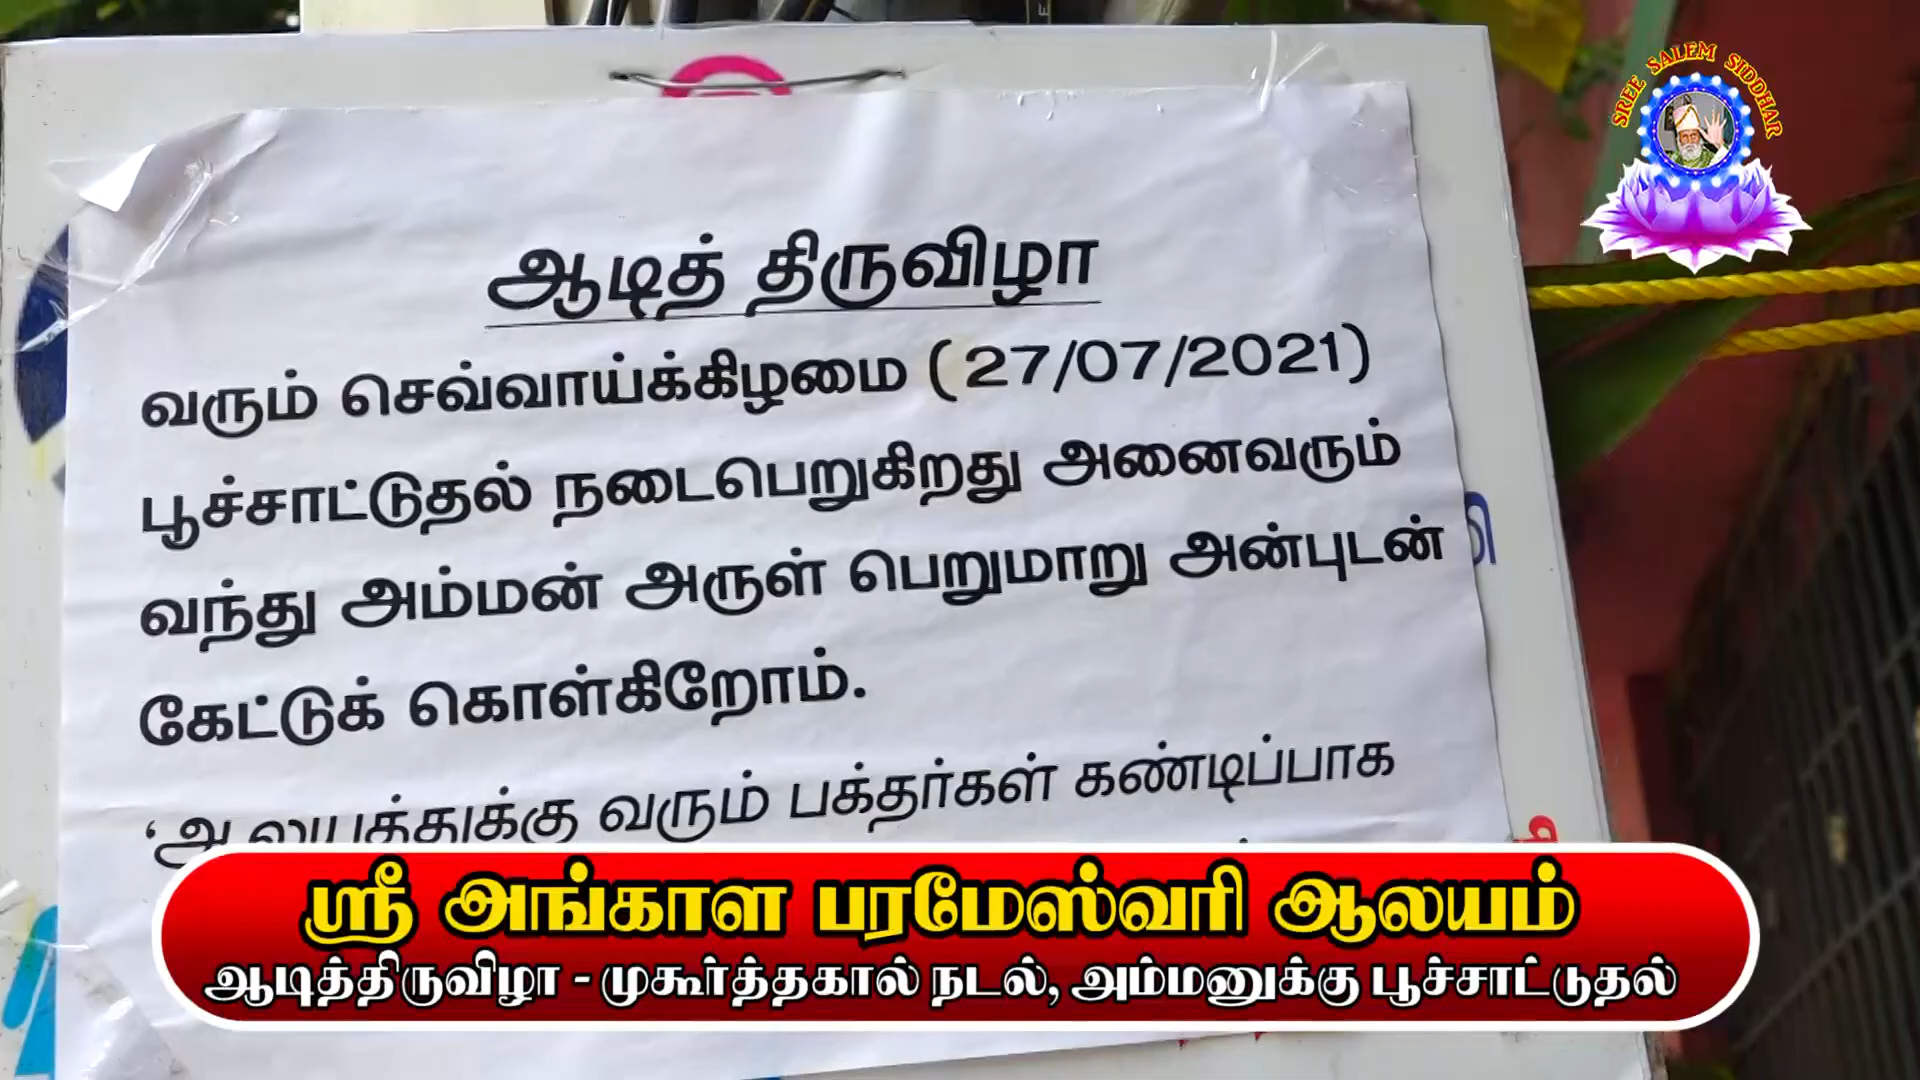 SREE SALEM SIDDHAR
ஆடித் திருவிழா
வரும் செவ்வாய்க்கிழமை (27/07/2021)
பூச்சாட்டுதல் நடைபெறுகிறது அனைவரும்
வந்து அம்மன் அருள் பெறுமாறு அன்புடன்
கேட்டுக் கொள்கிறோம்.
‘ஆலயத்துக்கு வரும் பக்தர்கள் கண்டிப்பாக
ஸ்ரீ அங்காள பரமேஸ்வரி ஆலயம்
ஆடித்திருவிழா - முகூர்த்தகால் நடல், அம்மனுக்கு பூச்சாட்டுதல்